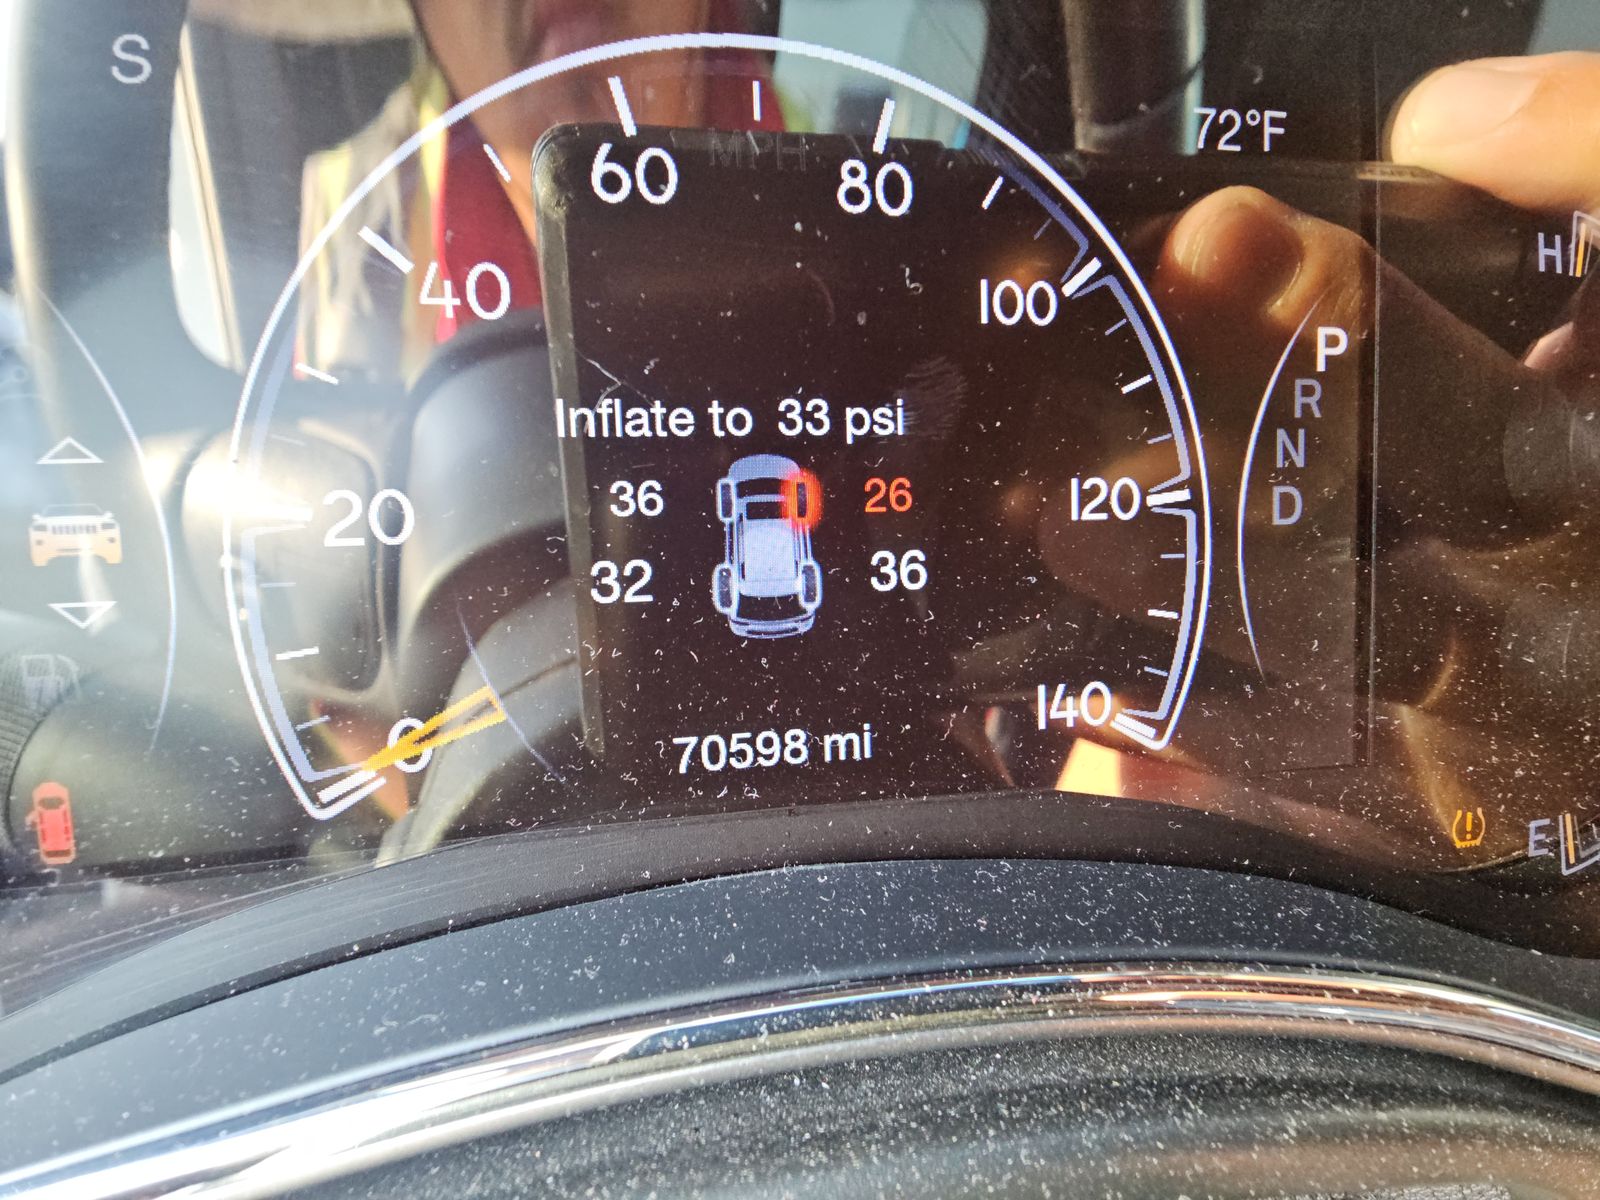 S
72°F
MPH
0
20
40
60
80
100
120
140
H
P
R
N
D
Inflate to 33 psi
36 26
32 36
70598 mi
E